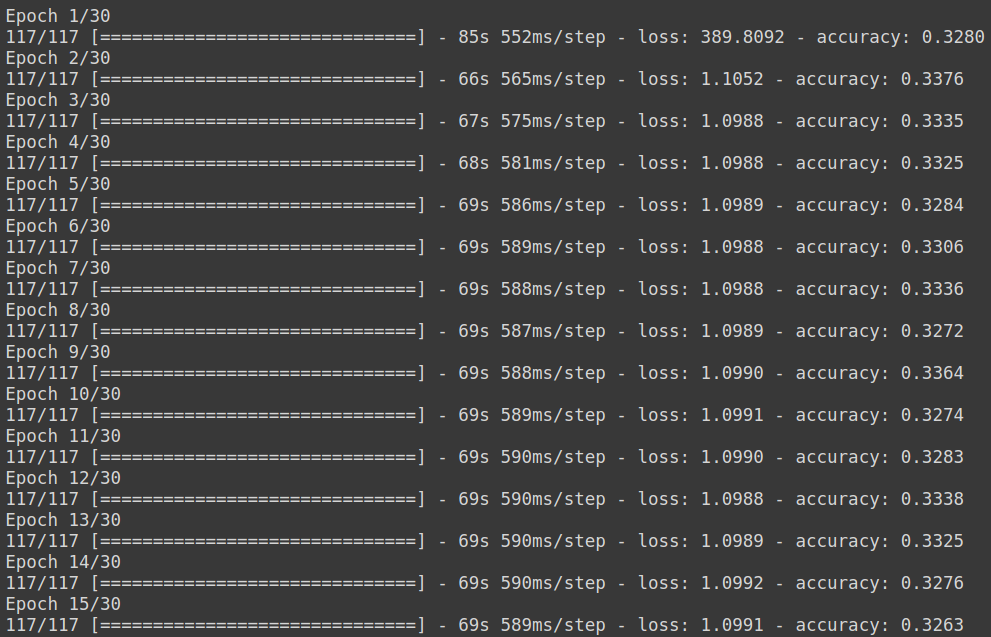 Epoch 1/30
117/117 [==============================] - 85s 552ms/step - loss: 389.8092 - accuracy: 0.3280
Epoch 2/30
117/117 [==============================] - 66s 565ms/step - loss: 1.1052 - accuracy: 0.3376
Epoch 3/30
117/117 [==============================] - 67s 575ms/step - loss: 1.0988 - accuracy: 0.3335
Epoch 4/30
117/117 [==============================] - 68s 581ms/step - loss: 1.0988 - accuracy: 0.3325
Epoch 5/30
117/117 [==============================] - 69s 586ms/step - loss: 1.0989 - accuracy: 0.3284
Epoch 6/30
117/117 [==============================] - 69s 589ms/step - loss: 1.0988 - accuracy: 0.3306
Epoch 7/30
117/117 [==============================] - 69s 588ms/step - loss: 1.0988 - accuracy: 0.3336
Epoch 8/30
117/117 [==============================] - 69s 587ms/step - loss: 1.0989 - accuracy: 0.3272
Epoch 9/30
117/117 [==============================] - 69s 588ms/step - loss: 1.0990 - accuracy: 0.3364
Epoch 10/30
117/117 [==============================] - 69s 589ms/step - loss: 1.0991 - accuracy: 0.3274
Epoch 11/30
117/117 [==============================] - 69s 590ms/step - loss: 1.0990 - accuracy: 0.3283
Epoch 12/30
117/117 [==============================] - 69s 590ms/step - loss: 1.0988 - accuracy: 0.3338
Epoch 13/30
117/117 [==============================] - 69s 590ms/step - loss: 1.0989 - accuracy: 0.3325
Epoch 14/30
117/117 [==============================] - 69s 590ms/step - loss: 1.0992 - accuracy: 0.3276
Epoch 15/30
117/117 [==============================] - 69s 589ms/step - loss: 1.0991 - accuracy: 0.3263